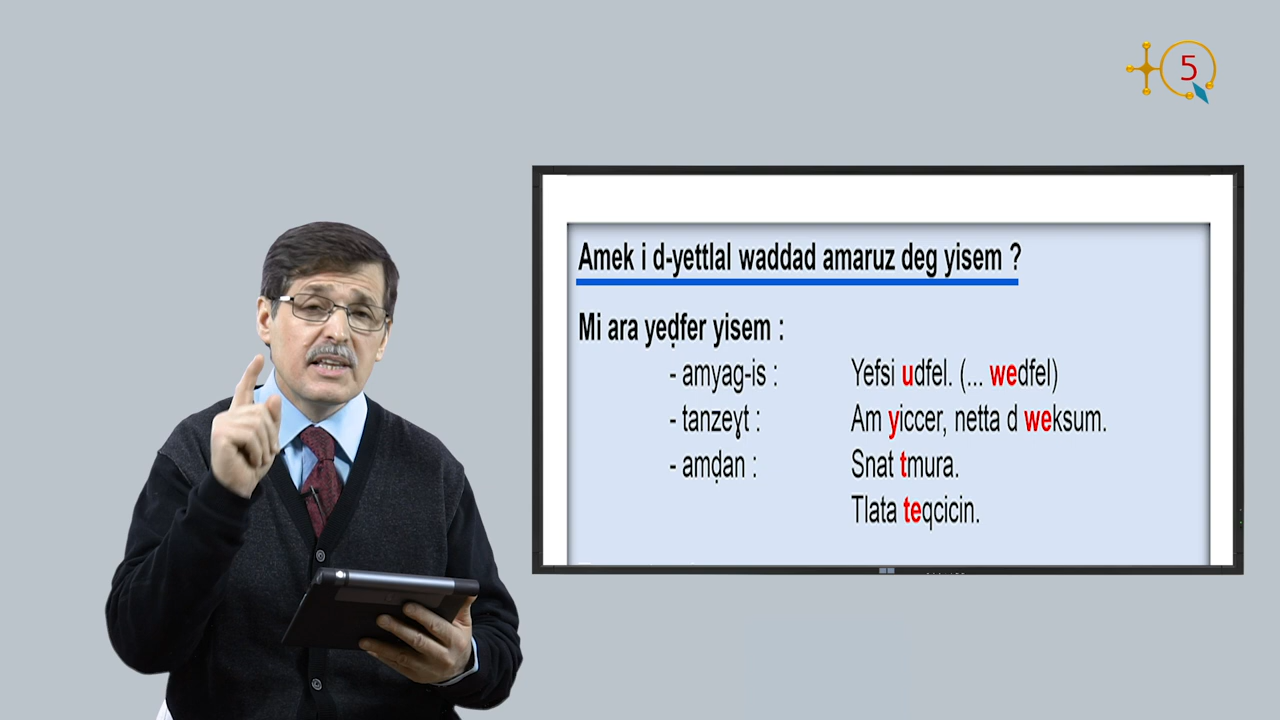 5
Amek i d-yettlal waddad amaruz deg yisem ?
Mi ara yeḍfer yisem :
- amyag-is : Yefsi udfel. (... wedfel)
- tanzeɣt : Am yiccer, netta d weksum.
- amḍan : Snat tmura.
Tlata teqcicin.